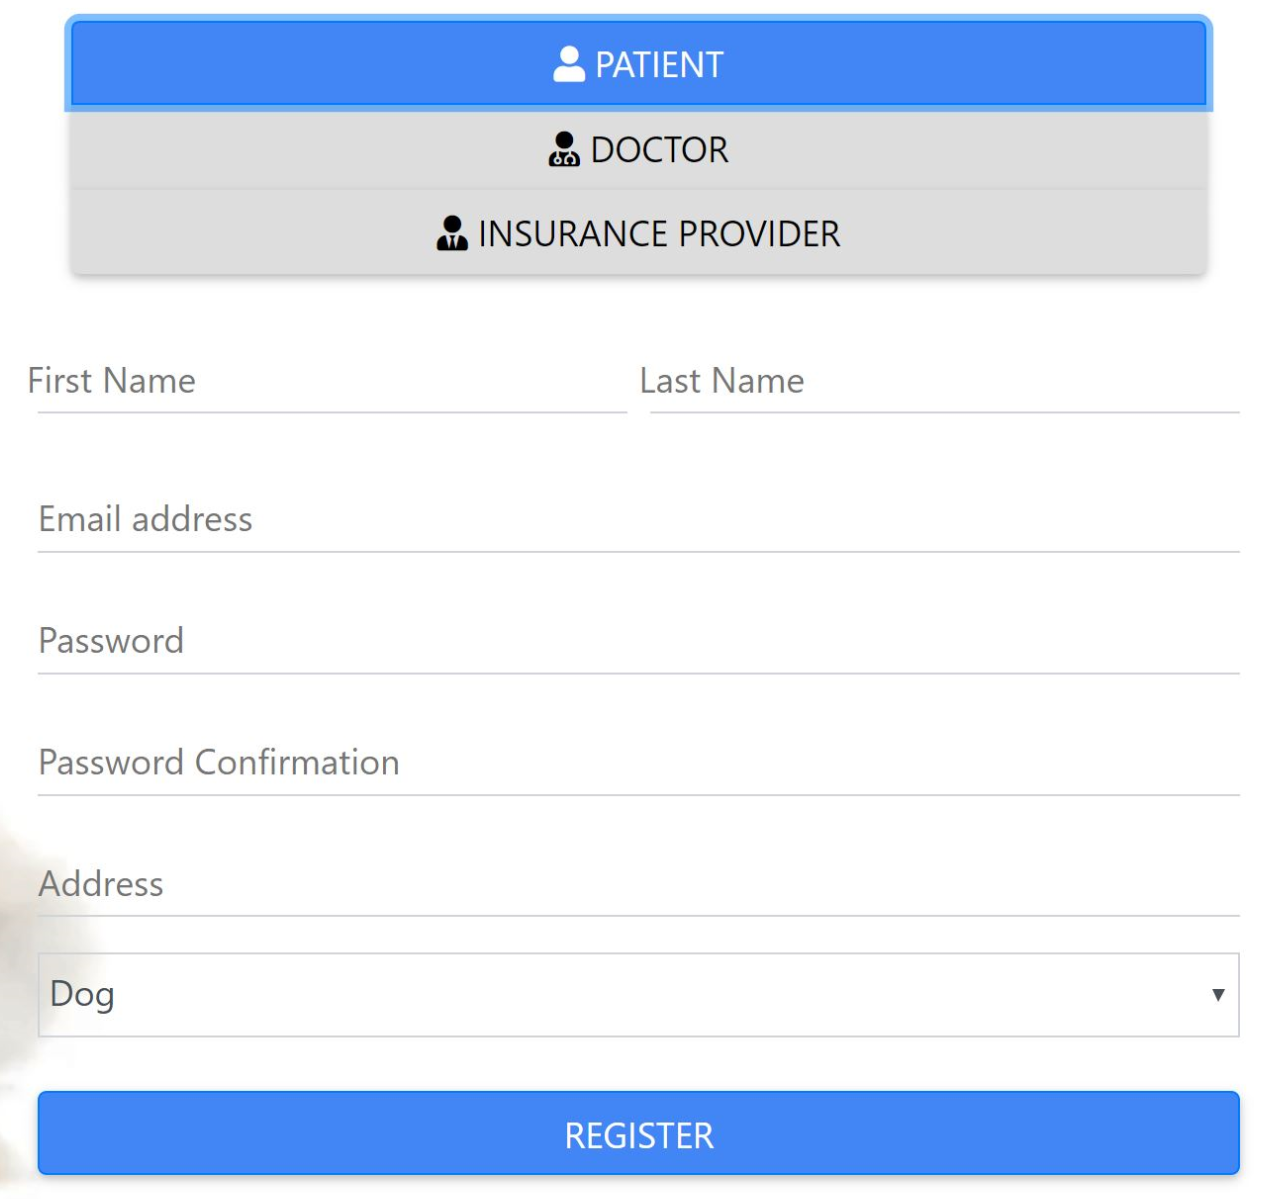 PATIENT
DOCTOR
INSURANCE PROVIDER
First Name Last Name
Email address
Password
Password Confirmation
Address
Dog
REGISTER